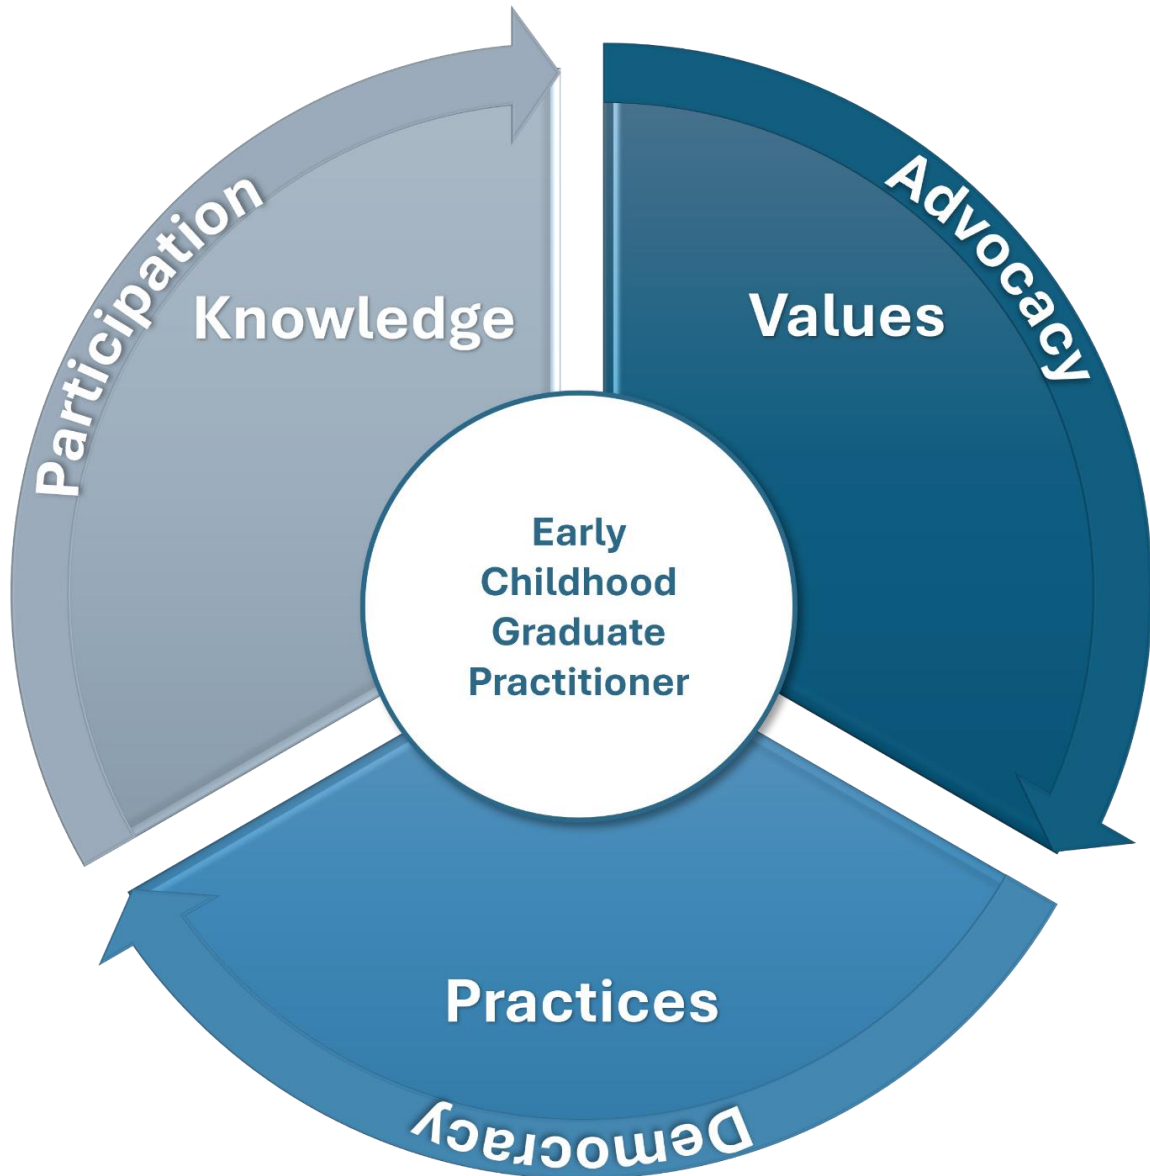 Participation
Advocacy
Knowledge
Values
Early
Childhood
Graduate
Practitioner
Practices
Democracy